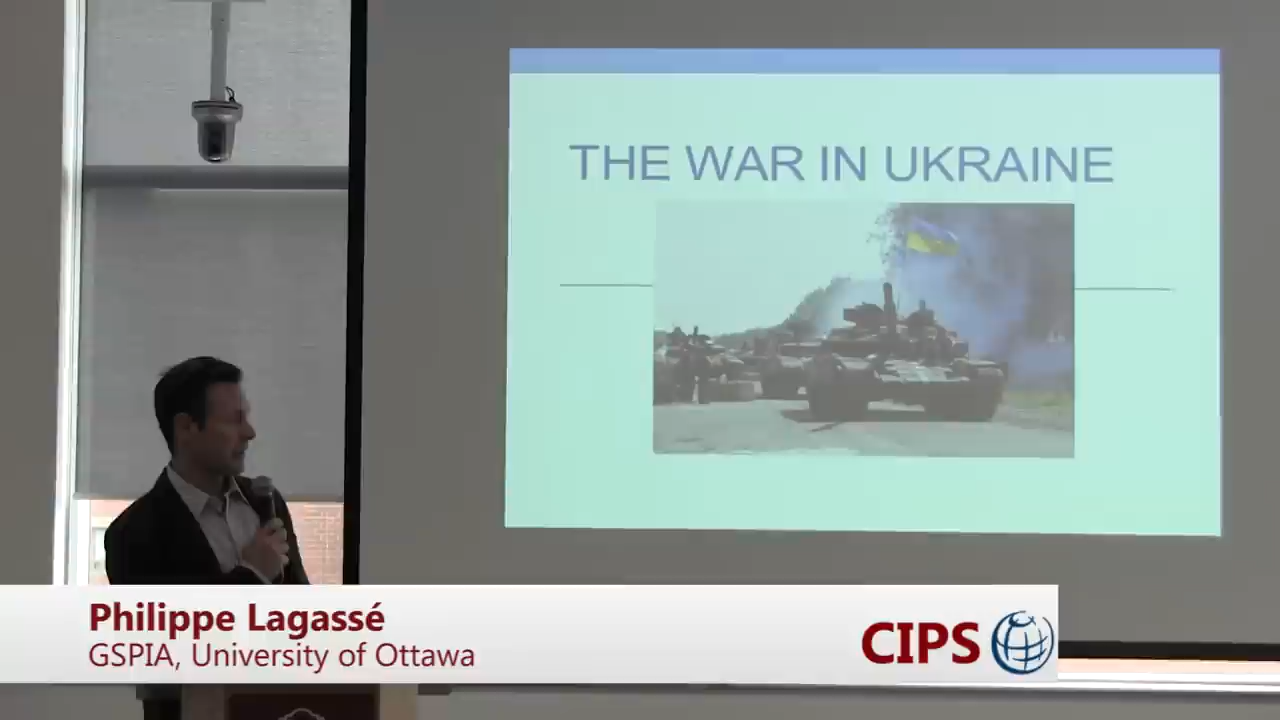 THE WAR IN UKRAINE
Philippe Lagassé
GSPIA, University of Ottawa
CIPS